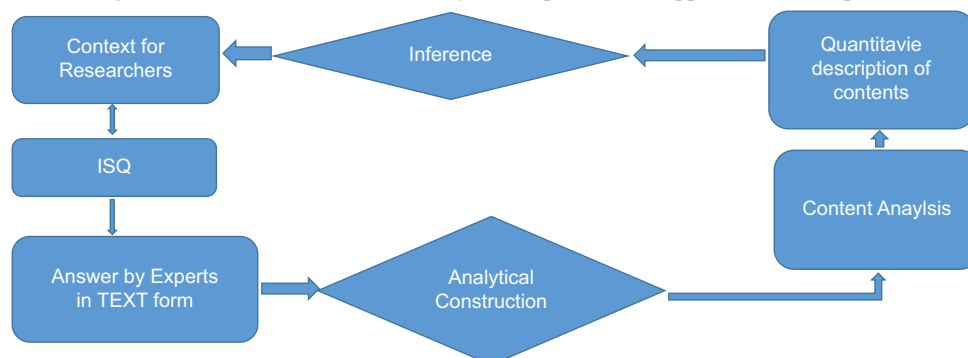 Context for
Researchers
Inference
Quantitavie
description of
contents
ISQ
Content Anaylsis
Answer by Experts
in TEXT form
Analytical
Construction